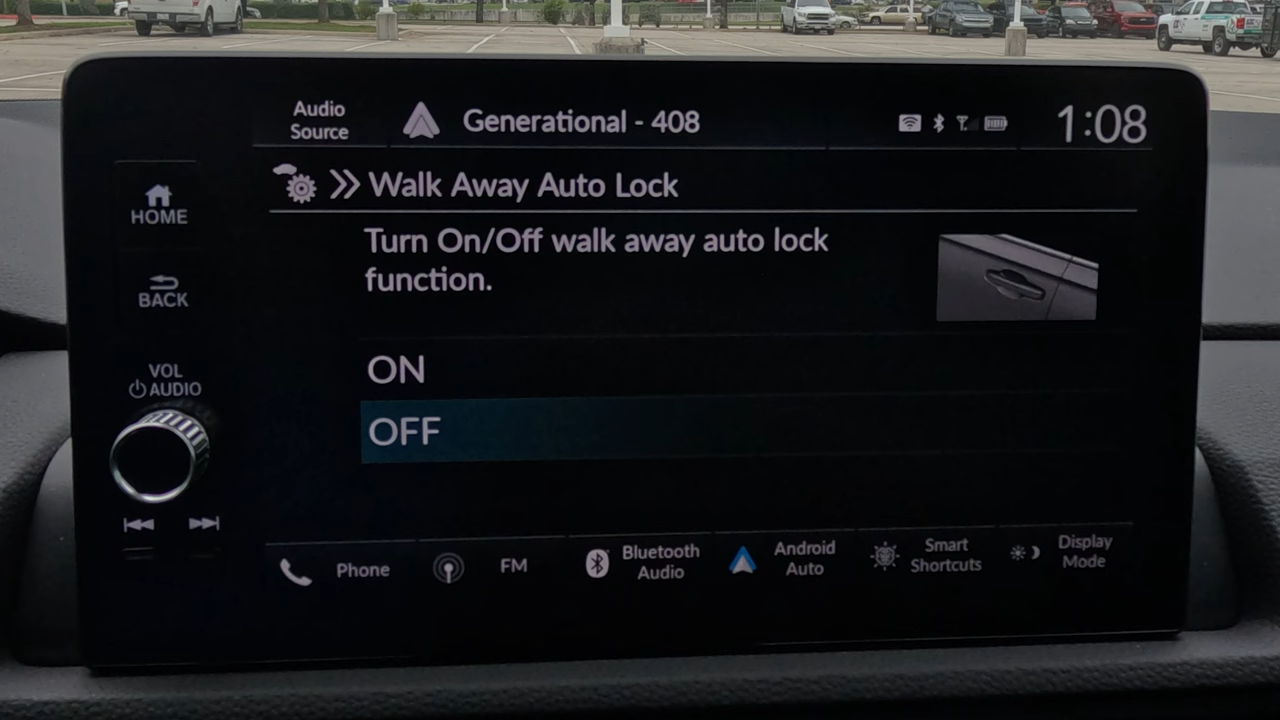 Audio
Source
Generational - 408
1:08
HOME
BACK
VOL
AUDIO
Walk Away Auto Lock
Turn On/Off walk away auto lock
function.
ON
OFF
Phone
FM
Bluetooth
Audio
Android
Auto
Smart
Shortcuts
Display
Mode